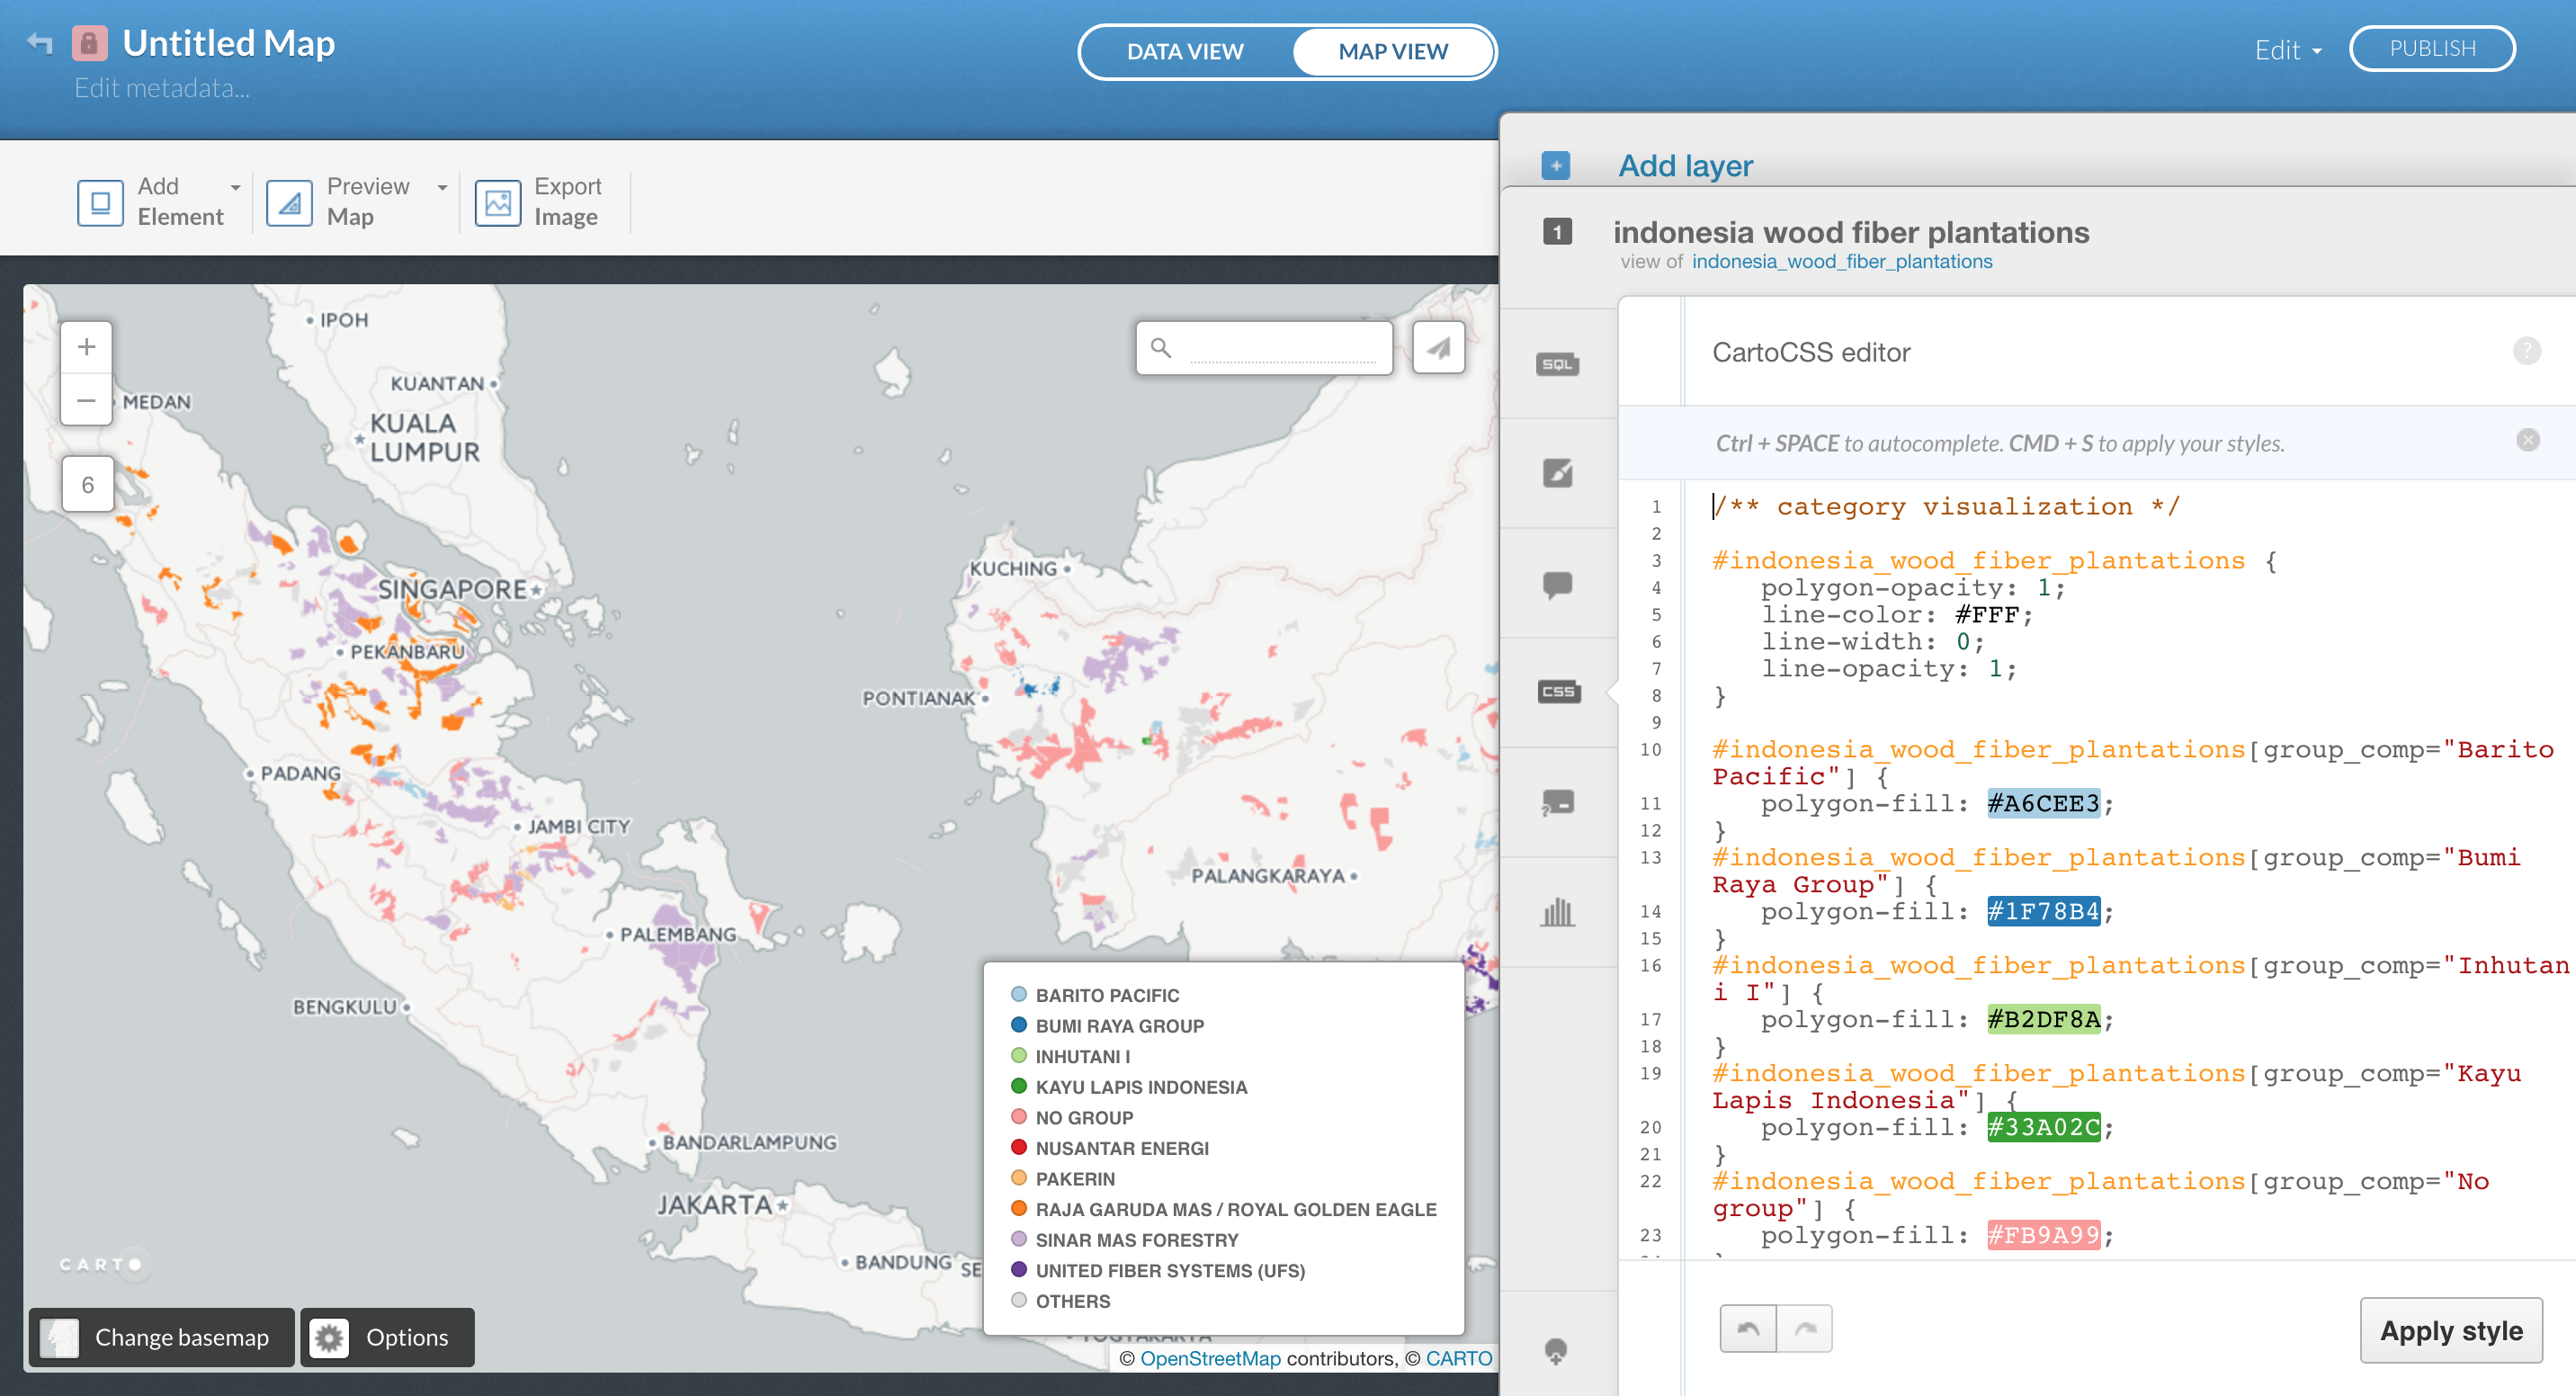 Untitled Map
Edit metadata...
DATA VIEW
MAP VIEW
Edit
PUBLISH
Add
Element
Preview
Map
Export
Image
Add layer
1
indonesia wood fiber plantations
view of indonesia_wood_fiber_plantations
SQL
CSS
CartoCSS editor
?
Ctrl + SPACE to autocomplete. CMD + S to apply your styles.
1 /** category visualization */
2
3 #indonesia_wood_fiber_plantations {
4 polygon-opacity: 1;
5 line-color: #FFF;
6 line-width: 0;
7 line-opacity: 1;
8 }
9
10 #indonesia_wood_fiber_plantations[group_comp="Barito
Pacific"] {
11 polygon-fill: #A6CEE3;
12 }
13 #indonesia_wood_fiber_plantations[group_comp="Bumi
Raya Group"] {
14 polygon-fill: #1F78B4;
15 }
16 #indonesia_wood_fiber_plantations[group_comp="Inhutan
i I"] {
17 polygon-fill: #B2DF8A;
18 }
19 #indonesia_wood_fiber_plantations[group_comp="Kayu
Lapis Indonesia"] {
20 polygon-fill: #33A02C;
21 }
22 #indonesia_wood_fiber_plantations[group_comp="No
group"] {
23 polygon-fill: #FB9A99;
Apply style
+
−
6
IPOH
KUANTAN
MEDAN
KUALA
LUMPUR
SINGAPORE
KUCHING
PEKANBARU
PONTIANAK
PADANG
JAMBI CITY
PALANGKARAYA
PALEMBANG
BENGKULU
BANDARLAMPUNG
JAKARTA
BANDUNG
SE
YOGYAKARTA
BARITO PACIFIC
BUMI RAYA GROUP
INHUTANI I
KAYU LAPIS INDONESIA
NO GROUP
NUSANTAR ENERGI
PAKERIN
RAJA GARUDA MAS / ROYAL GOLDEN EAGLE
SINAR MAS FORESTRY
UNITED FIBER SYSTEMS (UFS)
OTHERS
CARTO
Change basemap
Options
© OpenStreetMap contributors, © CARTO